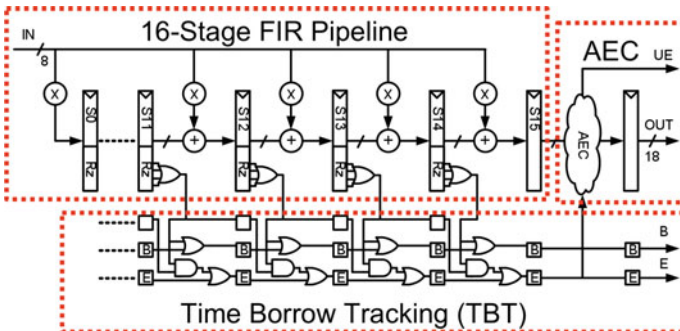 IN
8
16-Stage FIR Pipeline
AEC
UE
X
X
X
X
X
S0
S11
S12
S13
S14
S15
+
+
+
+
AEC
OUT
18
Rz
Rz
Rz
Rz
Rz
B
B
B
B
B
B
B
E
E
E
E
E
E
E
Time Borrow Tracking (TBT)